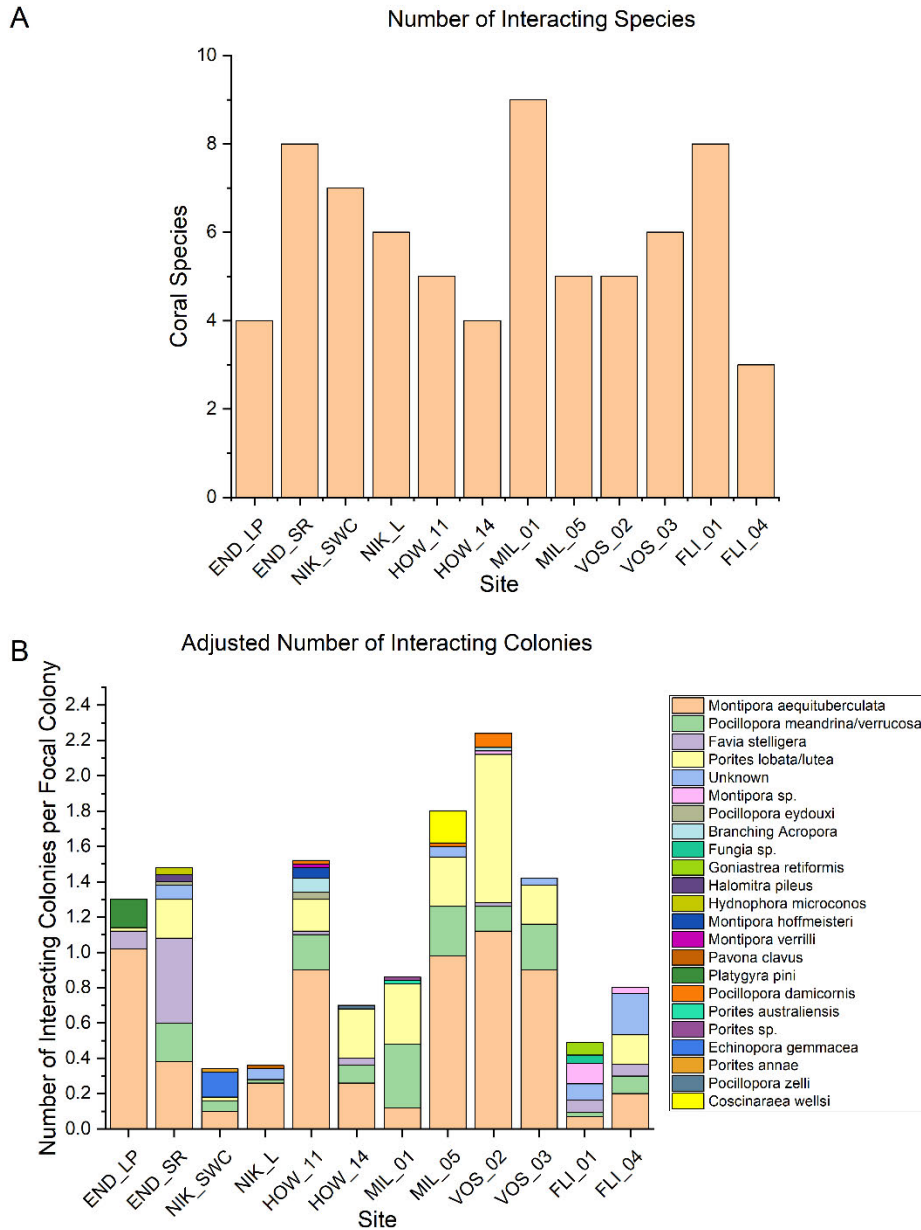 A
Number of Interacting Species
Coral Species
10
8
6
4
2
0
END_LP
END_SR
NIK_SWC
NIK_L
HOW_11
HOW_14
MIL_01
MIL_05
VOS_02
VOS_03
FLI_01
FLI_04
Site
B
Adjusted Number of Interacting Colonies
Number of Interacting Colonies per Focal Colony
2.4
2.2
2.0
1.8
1.6
1.4
1.2
1.0
0.8
0.6
0.4
0.2
0.0
END_LP
END_SR
NIK_SWC
NIK_L
HOW_11
HOW_14
MIL_01
MIL_05
VOS_02
VOS_03
FLI_01
FLI_04
Site
Montipora aequituberculata
Pocillopora meandrina/verrucosa
Favia stelligera
Porites lobata/lutea
Unknown
Montipora sp.
Pocillopora eydouxi
Branching Acropora
Fungia sp.
Goniastrea retiformis
Halomitra pileus
Hydnophora microconos
Montipora hoffmeisteri
Montipora verrilli
Pavona clavus
Platygyra pini
Pocillopora damicornis
Porites australiensis
Porites sp.
Echinopora gemmacea
Porites annae
Pocillopora zelli
Coscinaraea wellsi